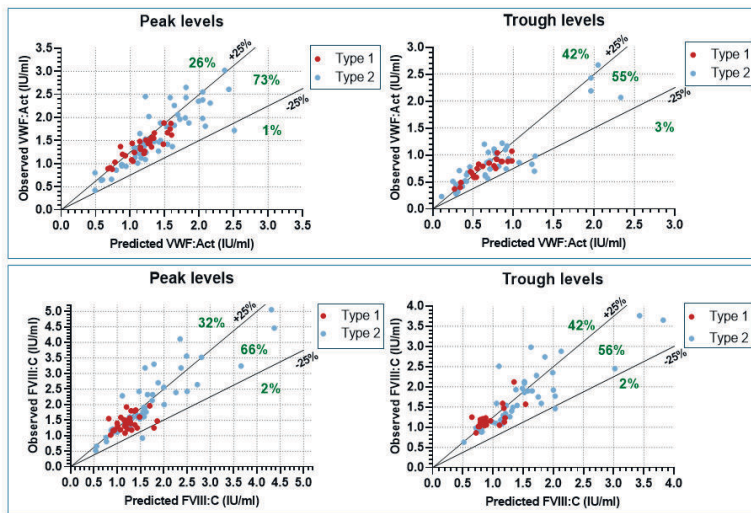 Peak levels
Observed VWF:Act (IU/ml)
3.5
3.0
2.5
2.0
1.5
1.0
0.5
0.0
0.0 0.5 1.0 1.5 2.0 2.5 3.0 3.5
Predicted VWF:Act (IU/ml)
26%
+25%
73%
-25%
1%
Type 1
Type 2
Trough levels
Observed VWF:Act (IU/ml)
3.0
2.5
2.0
1.5
1.0
0.5
0.0
0.0 0.5 1.0 1.5 2.0 2.5 3.0
Predicted VWF:Act (IU/ml)
42%
+25%
55%
-25%
3%
Type 1
Type 2
Peak levels
Observed FVIII:C (IU/ml)
5.0
4.5
4.0
3.5
3.0
2.5
2.0
1.5
1.0
0.5
0.0
0.0 0.5 1.0 1.5 2.0 2.5 3.0 3.5 4.0 4.5 5.0
Predicted FVIII:C (IU/ml)
32%
+25%
66%
-25%
2%
Type 1
Type 2
Trough levels
Observed FVIII:C (IU/ml)
4.0
3.5
3.0
2.5
2.0
1.5
1.0
0.5
0.0
0.0 0.5 1.0 1.5 2.0 2.5 3.0 3.5 4.0
Predicted FVIII:C (IU/ml)
42%
+25%
56%
-25%
2%
Type 1
Type 2